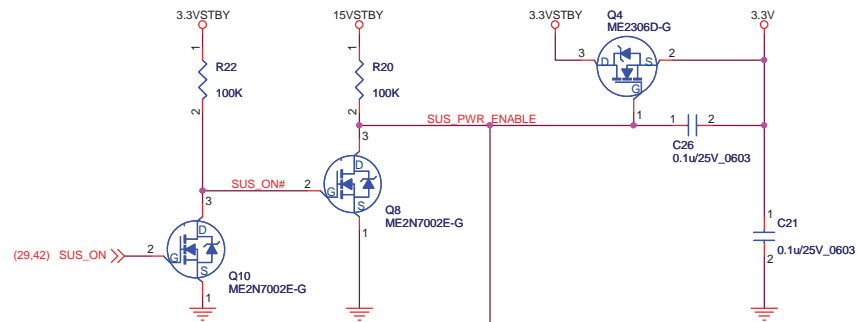 3.3VSTBY
15VSTBY
3.3VSTBY
Q4
ME2306D-G
3.3V
1
R22
100K
2
1
R20
100K
2
3
D
S
2
G
1
SUS_PWR_ENABLE
1
2
C26
0.1u/25V_0603
3
D
SUS_ON#
2
G
S
Q8
ME2N7002E-G
1
3
D
(29,42) SUS_ON
2
G
S
Q10
ME2N7002E-G
1
1
C21
0.1u/25V_0603
2